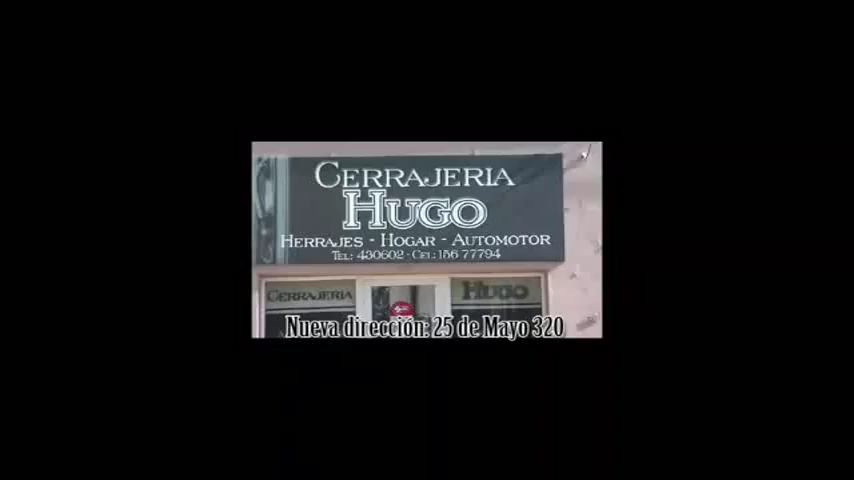 CERRAJERIA
HUGO
HERRAJES - HOGAR - AUTOMOTOR
TEL: 430602 - CEL: 156 77794
CERRAJERIA
HUGO
Nueva dirección: 25 de Mayo 320